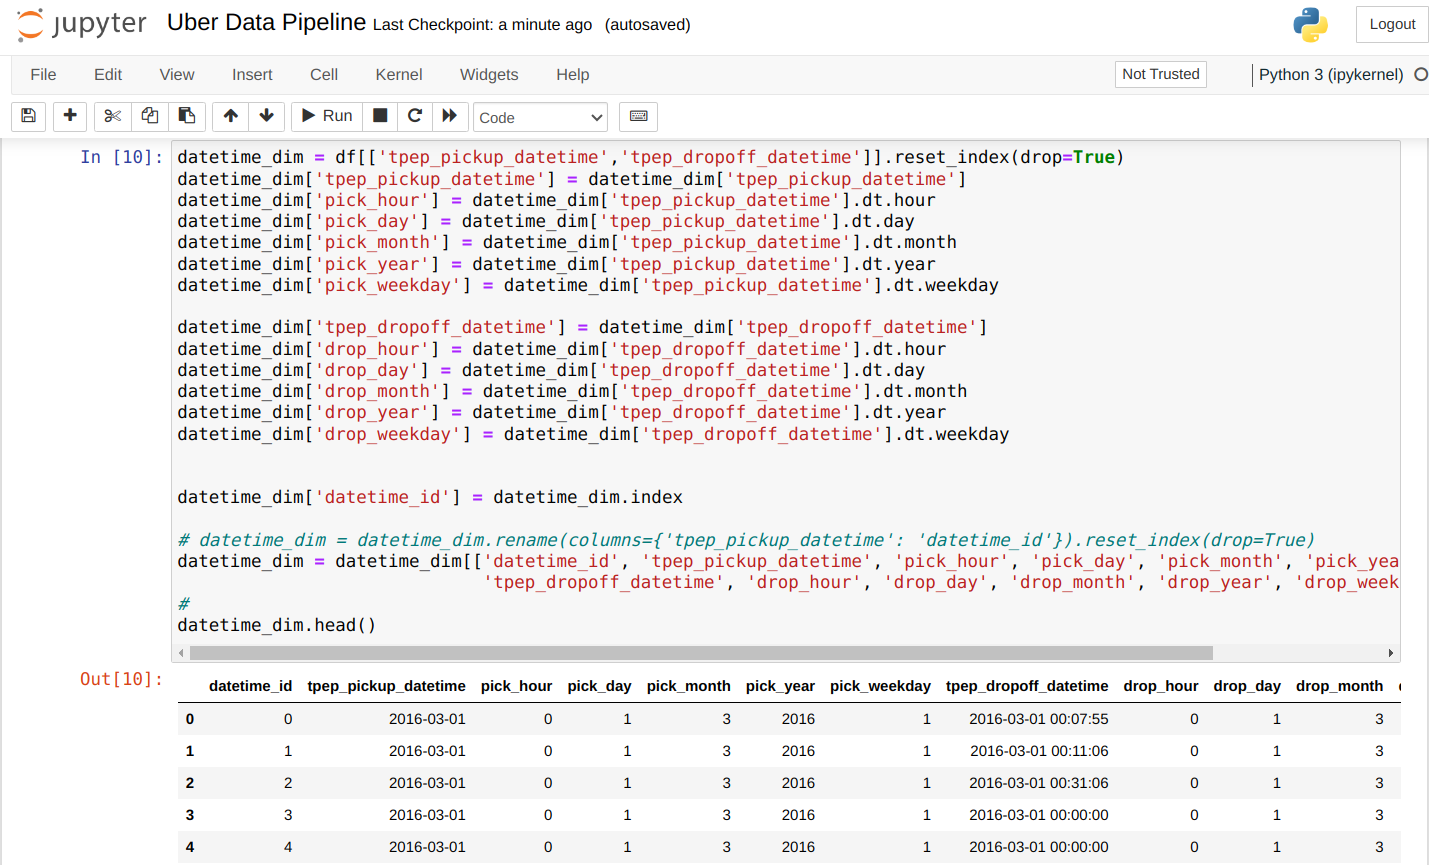 jupyter Uber Data Pipeline Last Checkpoint: a minute ago (autosaved) Logout
File Edit View Insert Cell Kernel Widgets Help Not Trusted Python 3 (ipykernel)
Run Code
In [10]: datetime_dim = df[['tpep_pickup_datetime','tpep_dropoff_datetime']].reset_index(drop=True)
datetime_dim['tpep_pickup_datetime'] = datetime_dim['tpep_pickup_datetime']
datetime_dim['pick_hour'] = datetime_dim['tpep_pickup_datetime'].dt.hour
datetime_dim['pick_day'] = datetime_dim['tpep_pickup_datetime'].dt.day
datetime_dim['pick_month'] = datetime_dim['tpep_pickup_datetime'].dt.month
datetime_dim['pick_year'] = datetime_dim['tpep_pickup_datetime'].dt.year
datetime_dim['pick_weekday'] = datetime_dim['tpep_pickup_datetime'].dt.weekday
datetime_dim['tpep_dropoff_datetime'] = datetime_dim['tpep_dropoff_datetime']
datetime_dim['drop_hour'] = datetime_dim['tpep_dropoff_datetime'].dt.hour
datetime_dim['drop_day'] = datetime_dim['tpep_dropoff_datetime'].dt.day
datetime_dim['drop_month'] = datetime_dim['tpep_dropoff_datetime'].dt.month
datetime_dim['drop_year'] = datetime_dim['tpep_dropoff_datetime'].dt.year
datetime_dim['drop_weekday'] = datetime_dim['tpep_dropoff_datetime'].dt.weekday
datetime_dim['datetime_id'] = datetime_dim.index
# datetime_dim = datetime_dim.rename(columns={'tpep_pickup_datetime': 'datetime_id'}).reset_index(drop=True)
datetime_dim = datetime_dim[['datetime_id', 'tpep_pickup_datetime', 'pick_hour', 'pick_day', 'pick_month', 'pick_yea
'tpep_dropoff_datetime', 'drop_hour', 'drop_day', 'drop_month', 'drop_year', 'drop_week
#
datetime_dim.head()
Out[10]:
datetime_id tpep_pickup_datetime pick_hour pick_day pick_month pick_year pick_weekday tpep_dropoff_datetime drop_hour drop_day drop_month
0 0 2016-03-01 0 1 3 2016 1 2016-03-01 00:07:55 0 1 3
1 1 2016-03-01 0 1 3 2016 1 2016-03-01 00:11:06 0 1 3
2 2 2016-03-01 0 1 3 2016 1 2016-03-01 00:31:06 0 1 3
3 3 2016-03-01 0 1 3 2016 1 2016-03-01 00:00:00 0 1 3
4 4 2016-03-01 0 1 3 2016 1 2016-03-01 00:00:00 0 1 3